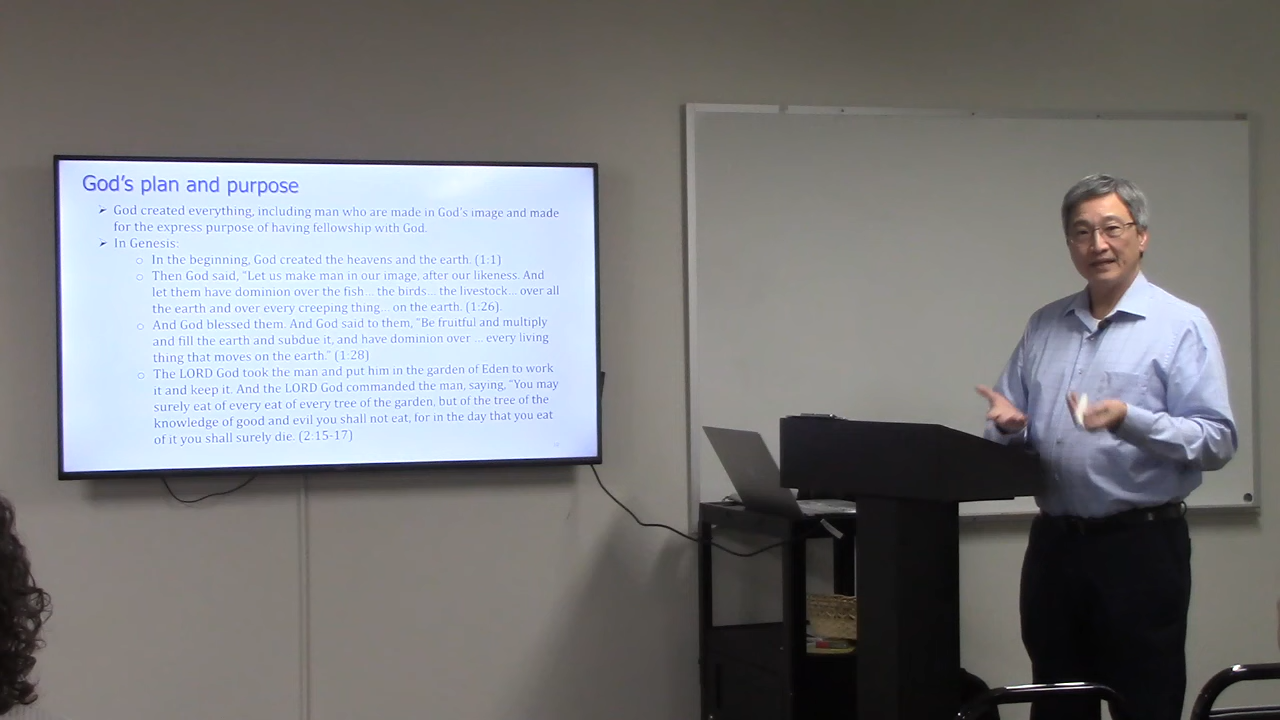 God's plan and purpose
➤ God created everything, including man who are made in God's image and made
for the express purpose of having fellowship with God.
➤ In Genesis:
o In the beginning, God created the heavens and the earth. (1:1)
o Then God said, "Let us make man in our image, after our likeness. And
let them have dominion over the fish... the birds... the livestock... over all
the earth and over every creeping thing... on the earth. (1:26).
o And God blessed them. And God said to them, "Be fruitful and multiply
and fill the earth and subdue it, and have dominion over ... every living
thing that moves on the earth." (1:28)
o The LORD God took the man and put him in the garden of Eden to work
it and keep it. And the LORD God commanded the man, saying, "You may
surely eat of every eat of every tree of the garden, but of the tree of the
knowledge of good and evil you shall not eat, for in the day that you eat
of it you shall surely die. (2:15-17)